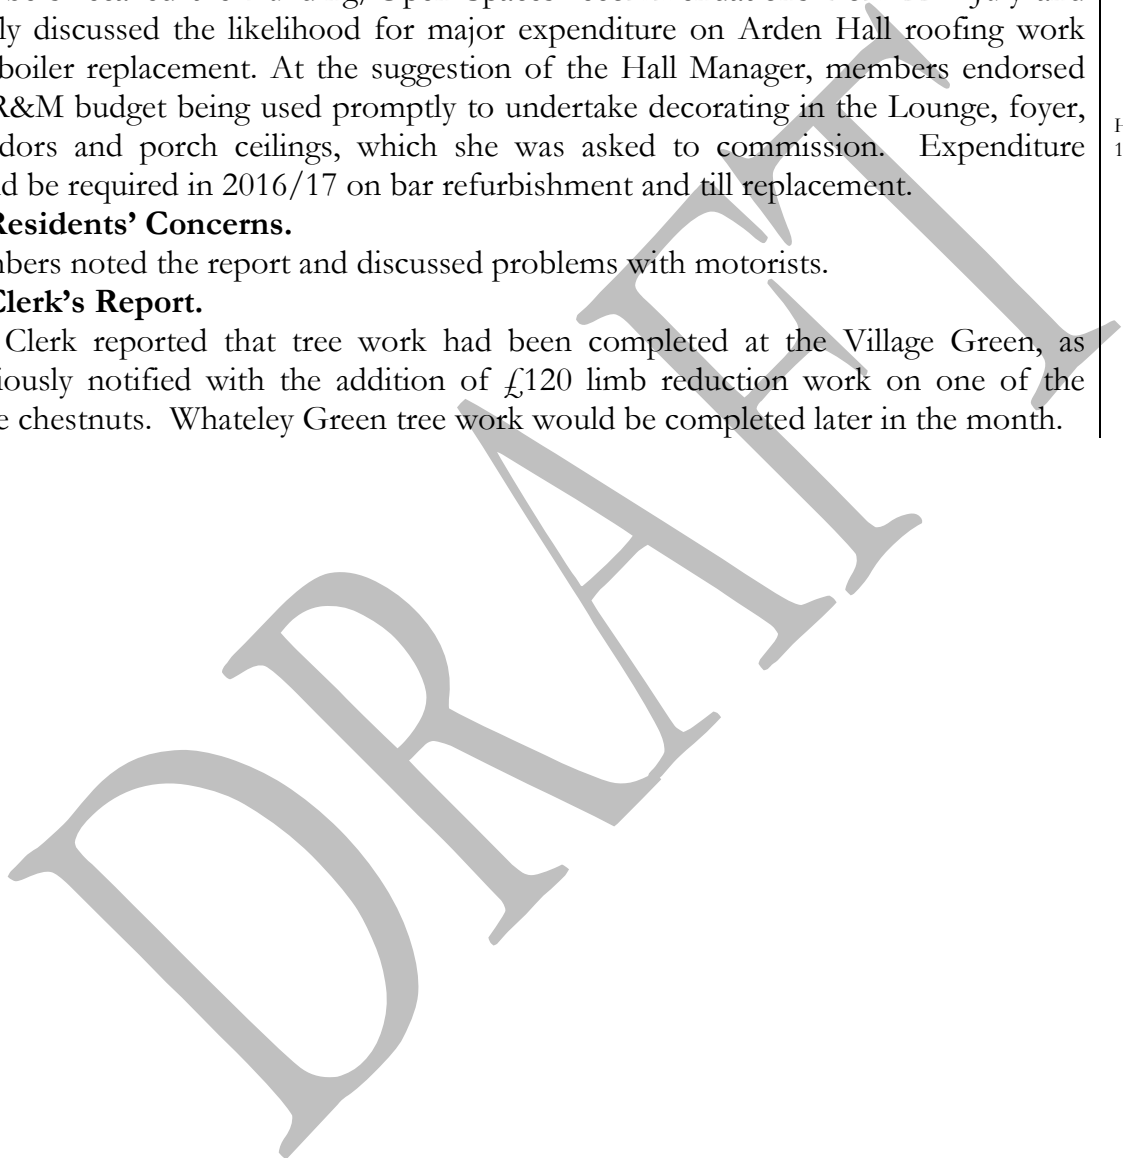 ly discussed the likelihood for major expenditure on Arden Hall roofing work
boiler replacement. At the suggestion of the Hall Manager, members endorsed
R&M budget being used promptly to undertake decorating in the Lounge, foyer,
dors and porch ceilings, which she was asked to commission. Expenditure
ld be required in 2016/17 on bar refurbishment and till replacement.
Residents’ Concerns.
nbers noted the report and discussed problems with motorists.
Clerk’s Report.
Clerk reported that tree work had been completed at the Village Green, as
iously notified with the addition of £120 limb reduction work on one of the
e chestnuts. Whateley Green tree work would be completed later in the month.
DRAFT